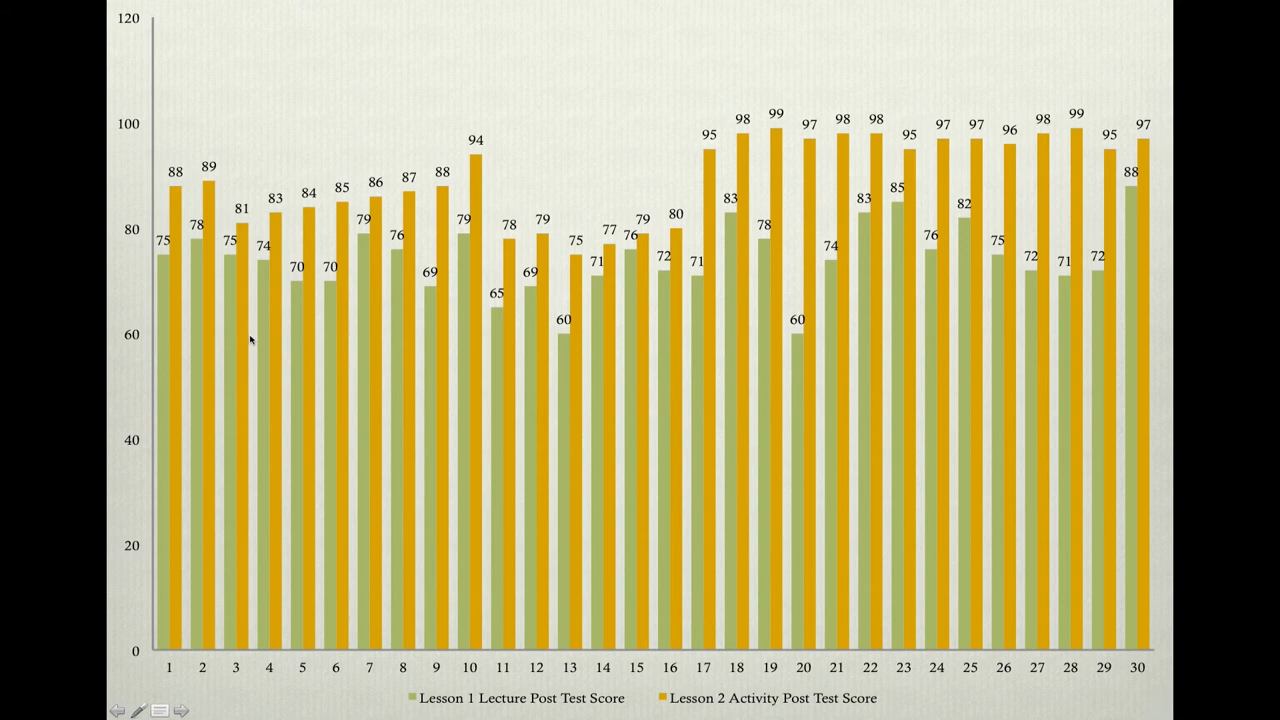 120
100
80
60
40
20
0
75 88 78 89 75 81 74 83 70 84 70 85 79 86 76 87 69 88 79 94 65 78 69 79 60 75 71 77 76 79 72 80 71 95 83 98 78 99 60 97 74 98 83 98 85 95 76 97 82 97 75 96 72 98 71 99 72 95 88 97
1 2 3 4 5 6 7 8 9 10 11 12 13 14 15 16 17 18 19 20 21 22 23 24 25 26 27 28 29 30
Lesson 1 Lecture Post Test Score Lesson 2 Activity Post Test Score